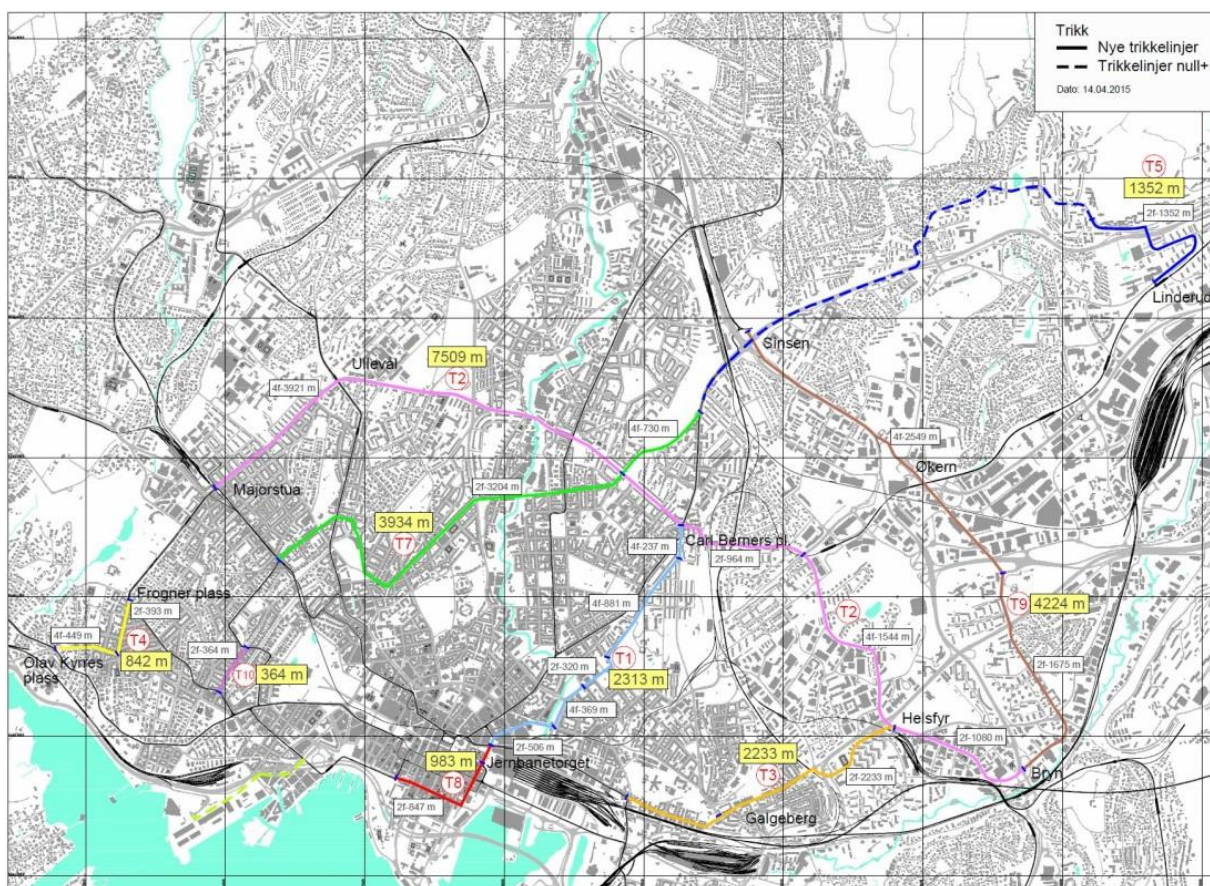 Trikk
Nye trikkelinjer
Trikkelinjer null+
Dato: 14.04.2015
T5
1352 m
2f-1352 m
Linderud
Sinsen
Ullevål
7509 m
T2
4f-3921 m
4f-730 m
4f-2549 m
Økern
Majorstua
2f-3204 m
3934 m
T7
Carl Berners pl.
4f-237 m
2f-964 m
Frogner plass
2f-393 m
4f-881 m
T2
T9
4224 m
4f-449 m
T4
2f-364 m
4f-1544 m
Olav Kyrres
plass
842 m
T10
364 m
2f-320 m
T1
2313 m
2f-1675 m
4f-369 m
Helsfyr
2f-506 m
2f-1080 m
983 m
Jernbanetorget
T8
2233 m
T3
2f-2233 m
Bryn
2f-847 m
Galgeberg